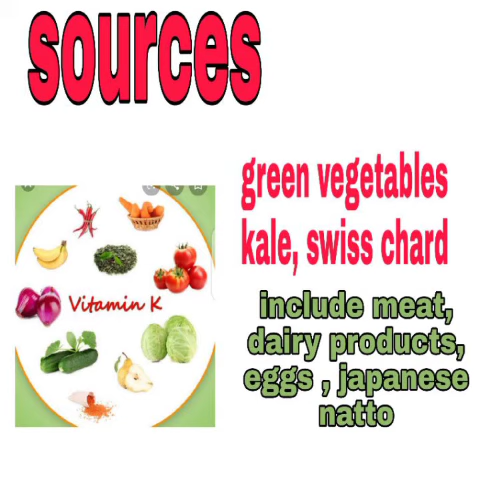 sources
green vegetables
kale, swiss chard
Vitamin K
include meat,
dairy products,
eggs , japanese
natto